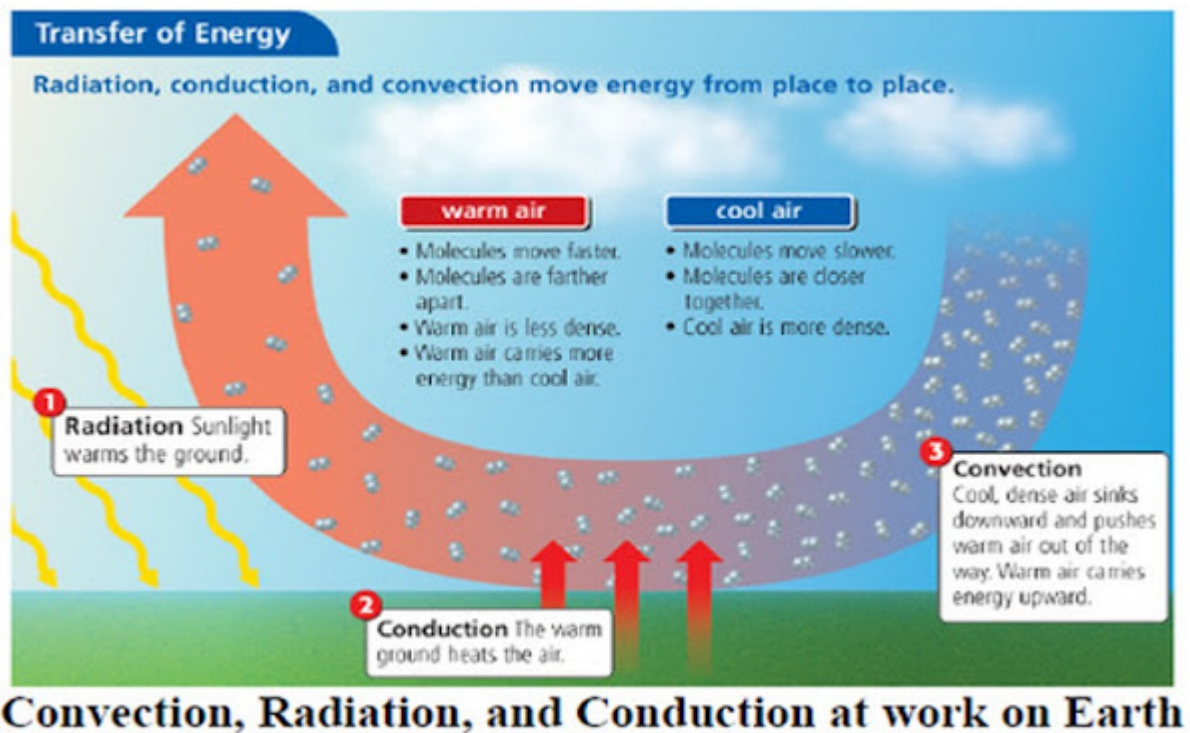 Transfer of Energy
Radiation, conduction, and convection move energy from place to place.
warm air
• Molecules move faster.
• Molecules are farther
apart.
• Warm air is less dense.
• Warm air carries more
energy than cool air.
cool air
• Molecules move slower.
• Molecules are closer
together.
• Cool air is more dense.
1
Radiation Sunlight
warms the ground.
2
Conduction The warm
ground heats the air.
3
Convection
Cool, dense air sinks
downward and pushes
warm air out of the
way. Warm air carries
energy upward.
Convection, Radiation, and Conduction at work on Earth